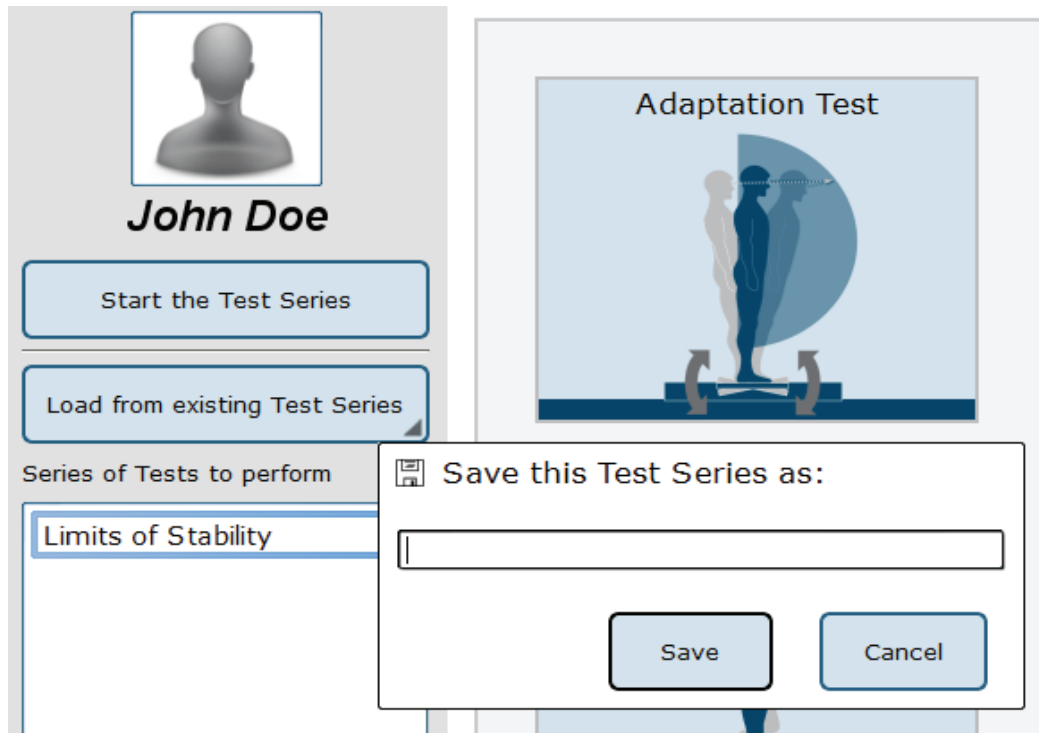 John Doe
Start the Test Series
Load from existing Test Series
Series of Tests to perform
Limits of Stability
Adaptation Test
Save this Test Series as:
Save
Cancel